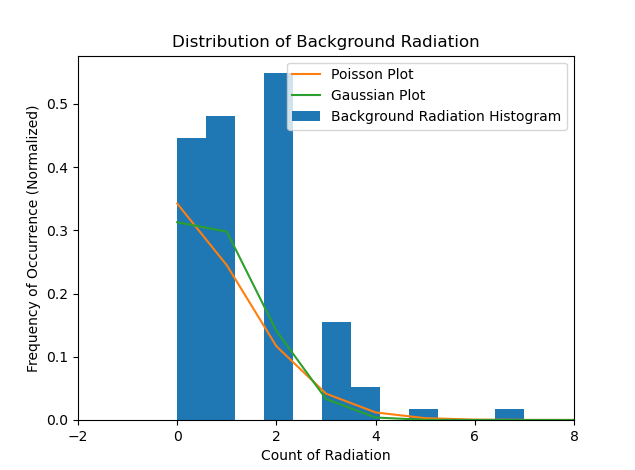 Distribution of Background Radiation
Poisson Plot
Gaussian Plot
Background Radiation Histogram
Frequency of Occurrence (Normalized)
0.5
0.4
0.3
0.2
0.1
0.0
−2
0
2
4
6
8
Count of Radiation